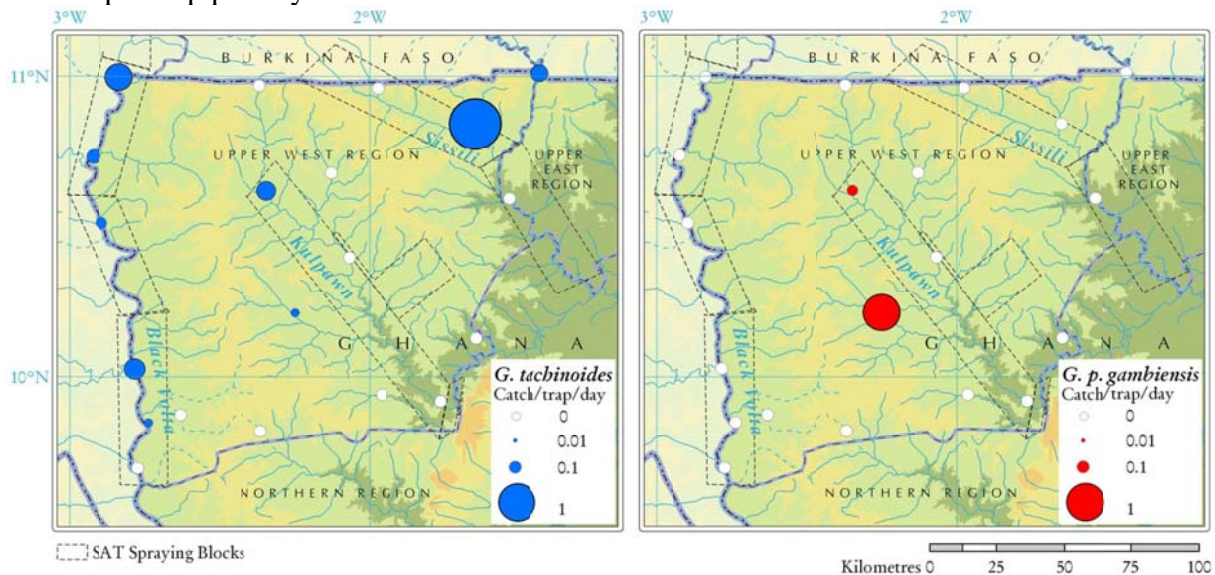 3°W 2°W
11°N
10°N
BURKINA FASO
Sissili
UPPER WEST REGION
UPPER EAST REGION
Kulpawn
Black Volta
GHANA
NORTHERN REGION
G. tachinoides
Catch/trap/day
0
0.01
0.1
1
3°W 2°W
BURKINA FASO
Sissili
UPPER WEST REGION
UPPER EAST REGION
Kulpawn
Black Volta
GHANA
NORTHERN REGION
G. p. gambiensis
Catch/trap/day
0
0.01
0.1
1
SAT Spraying Blocks
Kilometres 0 25 50 75 100